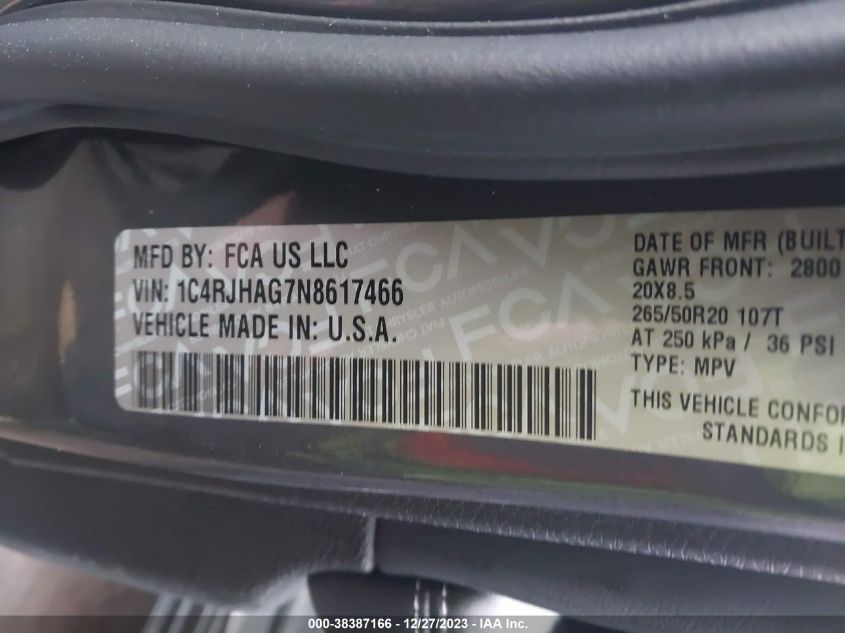 MFD BY: FCA US LLC
VIN: 1C4RJHAG7N8617466
VEHICLE MADE IN: U.S.A.
DATE OF MFR (BUILT
GAWR FRONT: 2800
20X8.5
265/50R20 107T
AT 250 kPa / 36 PSI
TYPE: MPV
THIS VEHICLE CONFOR
STANDARDS I
000-38387166 - 12/27/2023 - IAA Inc.